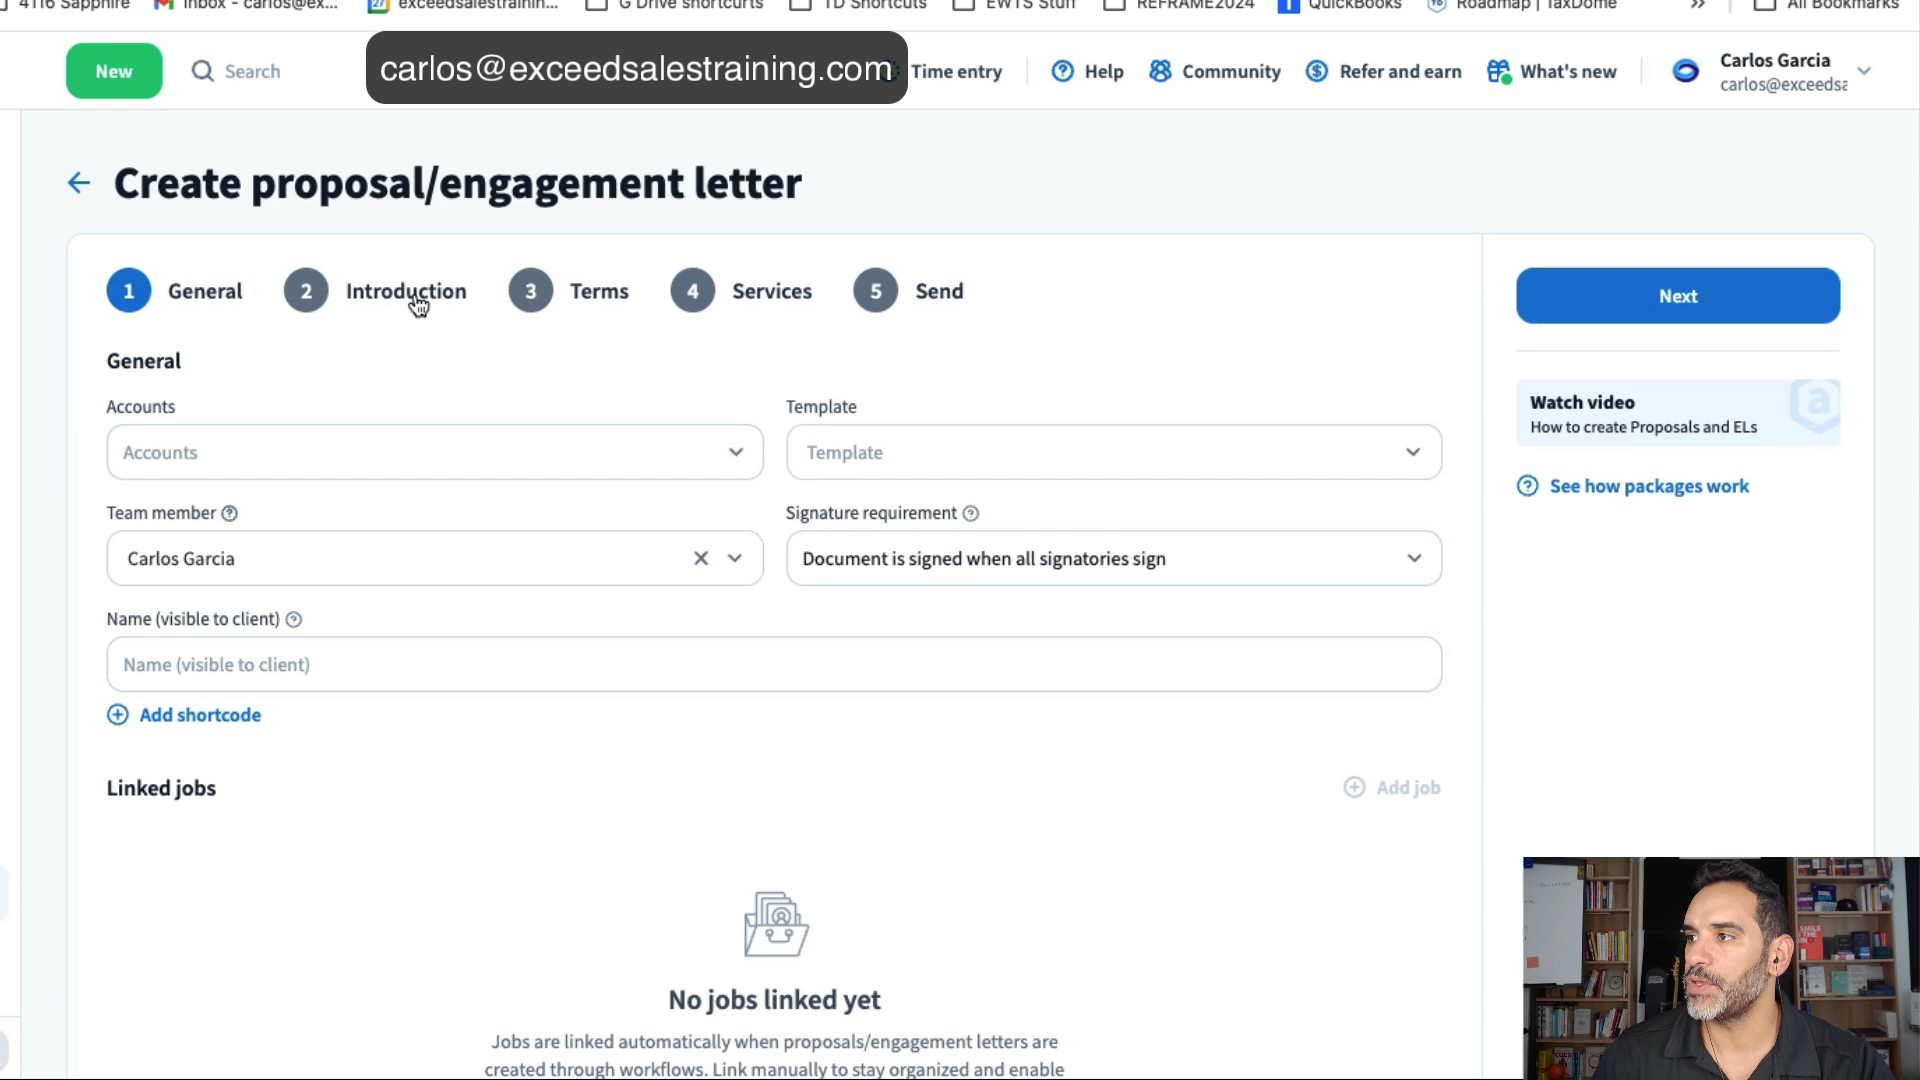 4116 Sapphire
Inbox - carlos@ex...
27
exceedsalestrainin...
G Drive shortcuts
TD Shortcuts
EWTS Stuff
REFRAME2024
QuickBooks
Roadmap | TaxDome
»
All Bookmarks
New
Search
carlos@exceedsalestraining.com
Time entry
Help
Community
Refer and earn
What's new
Carlos Garcia
carlos@exceedsa
Create proposal/engagement letter
1 General
2 Introduction
3 Terms
4 Services
5 Send
Next
General
Accounts
Template
Accounts
Template
Watch video
How to create Proposals and ELs
See how packages work
Team member
Signature requirement
Carlos Garcia
Document is signed when all signatories sign
Name (visible to client)
Name (visible to client)
Add shortcode
Linked jobs
Add job
No jobs linked yet
Jobs are linked automatically when proposals/engagement letters are
created through workflows. Link manually to stay organized and enable